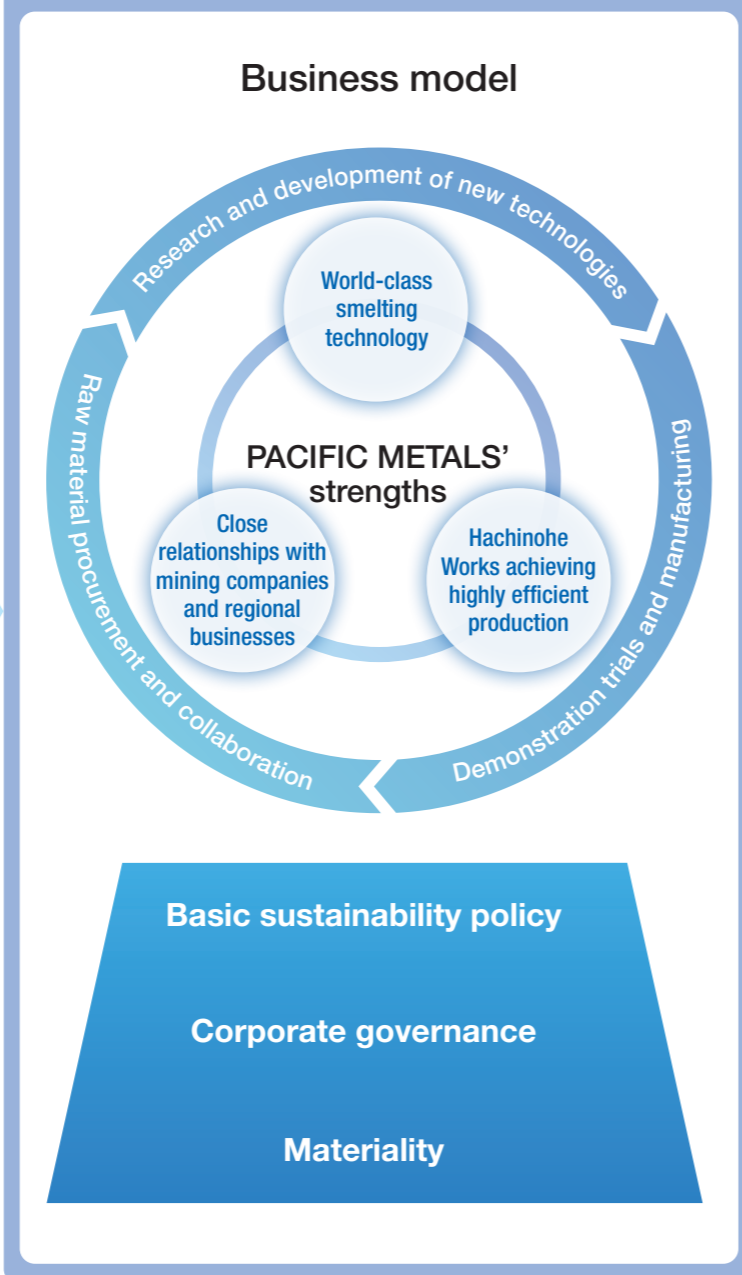 Business model
Research and development of new technologies
World-class
smelting
technology
PACIFIC METALS’
strengths
Close
relationships with
mining companies
and regional
businesses
Hachinohe
Works achieving
highly efficient
production
Demonstration trials and manufacturing
Raw material procurement and collaboration
Basic sustainability policy
Corporate governance
Materiality